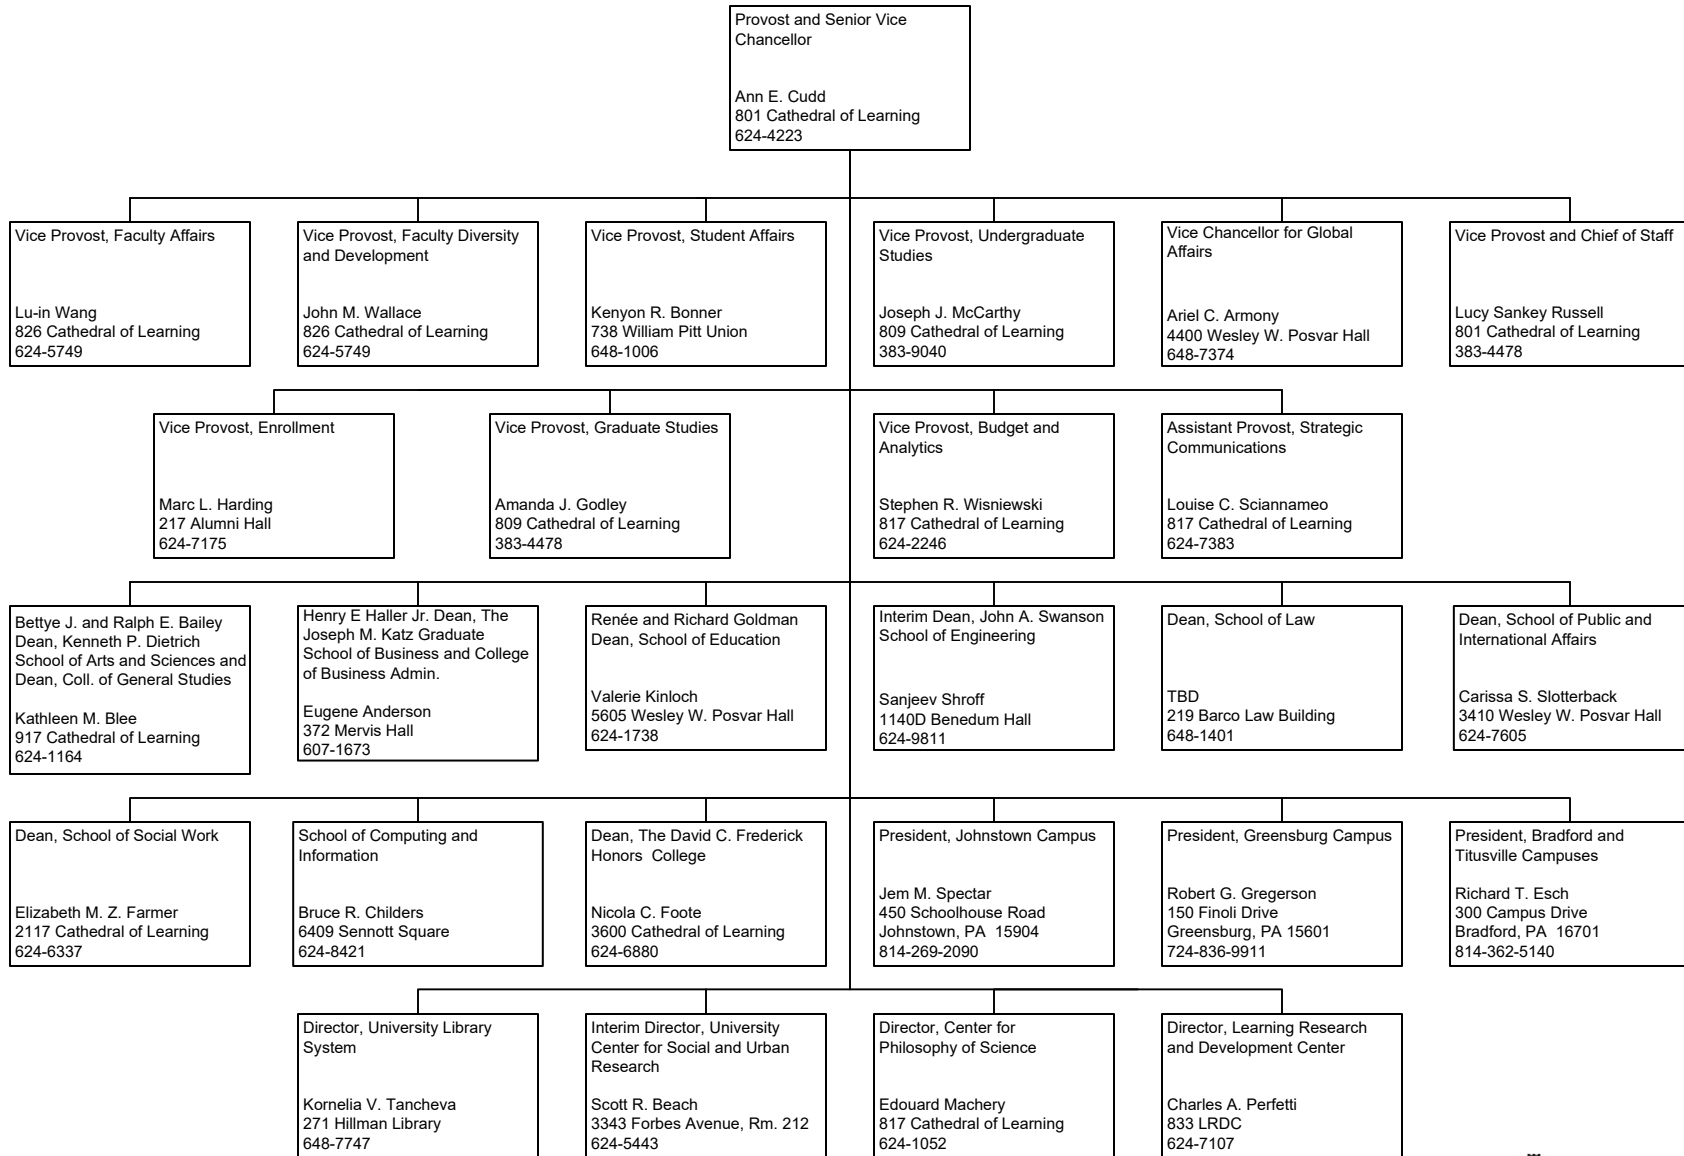 Provost and Senior Vice
Chancellor
Ann E. Cudd
801 Cathedral of Learning
624-4223
Vice Provost, Faculty Affairs
Lu-in Wang
826 Cathedral of Learning
624-5749
Vice Provost, Faculty Diversity
and Development
John M. Wallace
826 Cathedral of Learning
624-5749
Vice Provost, Student Affairs
Kenyon R. Bonner
738 William Pitt Union
648-1006
Vice Provost, Undergraduate
Studies
Joseph J. McCarthy
809 Cathedral of Learning
383-9040
Vice Chancellor for Global
Affairs
Ariel C. Armony
4400 Wesley W. Posvar Hall
648-7374
Vice Provost and Chief of Staff
Lucy Sankey Russell
801 Cathedral of Learning
383-4478
Vice Provost, Enrollment
Marc L. Harding
217 Alumni Hall
624-7175
Vice Provost, Graduate Studies
Amanda J. Godley
809 Cathedral of Learning
383-4478
Vice Provost, Budget and
Analytics
Stephen R. Wisniewski
817 Cathedral of Learning
624-2246
Assistant Provost, Strategic
Communications
Louise C. Sciannameo
817 Cathedral of Learning
624-7383
Bettye J. and Ralph E. Bailey
Dean, Kenneth P. Dietrich
School of Arts and Sciences and
Dean, Coll. of General Studies
Kathleen M. Blee
917 Cathedral of Learning
624-1164
Henry E Haller Jr. Dean, The
Joseph M. Katz Graduate
School of Business and College
of Business Admin.
Eugene Anderson
372 Mervis Hall
607-1673
Renée and Richard Goldman
Dean, School of Education
Valerie Kinloch
5605 Wesley W. Posvar Hall
624-1738
Interim Dean, John A. Swanson
School of Engineering
Sanjeev Shroff
1140D Benedum Hall
624-9811
Dean, School of Law
TBD
219 Barco Law Building
648-1401
Dean, School of Public and
International Affairs
Carissa S. Slotterback
3410 Wesley W. Posvar Hall
624-7605
Dean, School of Social Work
Elizabeth M. Z. Farmer
2117 Cathedral of Learning
624-6337
School of Computing and
Information
Bruce R. Childers
6409 Sennott Square
624-8421
Dean, The David C. Frederick
Honors  College
Nicola C. Foote
3600 Cathedral of Learning
624-6880
President, Johnstown Campus
Jem M. Spectar
450 Schoolhouse Road
Johnstown, PA  15904
814-269-2090
President, Greensburg Campus
Robert G. Gregerson
150 Finoli Drive
Greensburg, PA 15601
724-836-9911
President, Bradford and
Titusville Campuses
Richard T. Esch
300 Campus Drive
Bradford, PA  16701
814-362-5140
Director, University Library
System
Kornelia V. Tancheva
271 Hillman Library
648-7747
Interim Director, University
Center for Social and Urban
Research
Scott R. Beach
3343 Forbes Avenue, Rm. 212
624-5443
Director, Center for
Philosophy of Science
Edouard Machery
817 Cathedral of Learning
624-1052
Director, Learning Research
and Development Center
Charles A. Perfetti
833 LRDC
624-7107